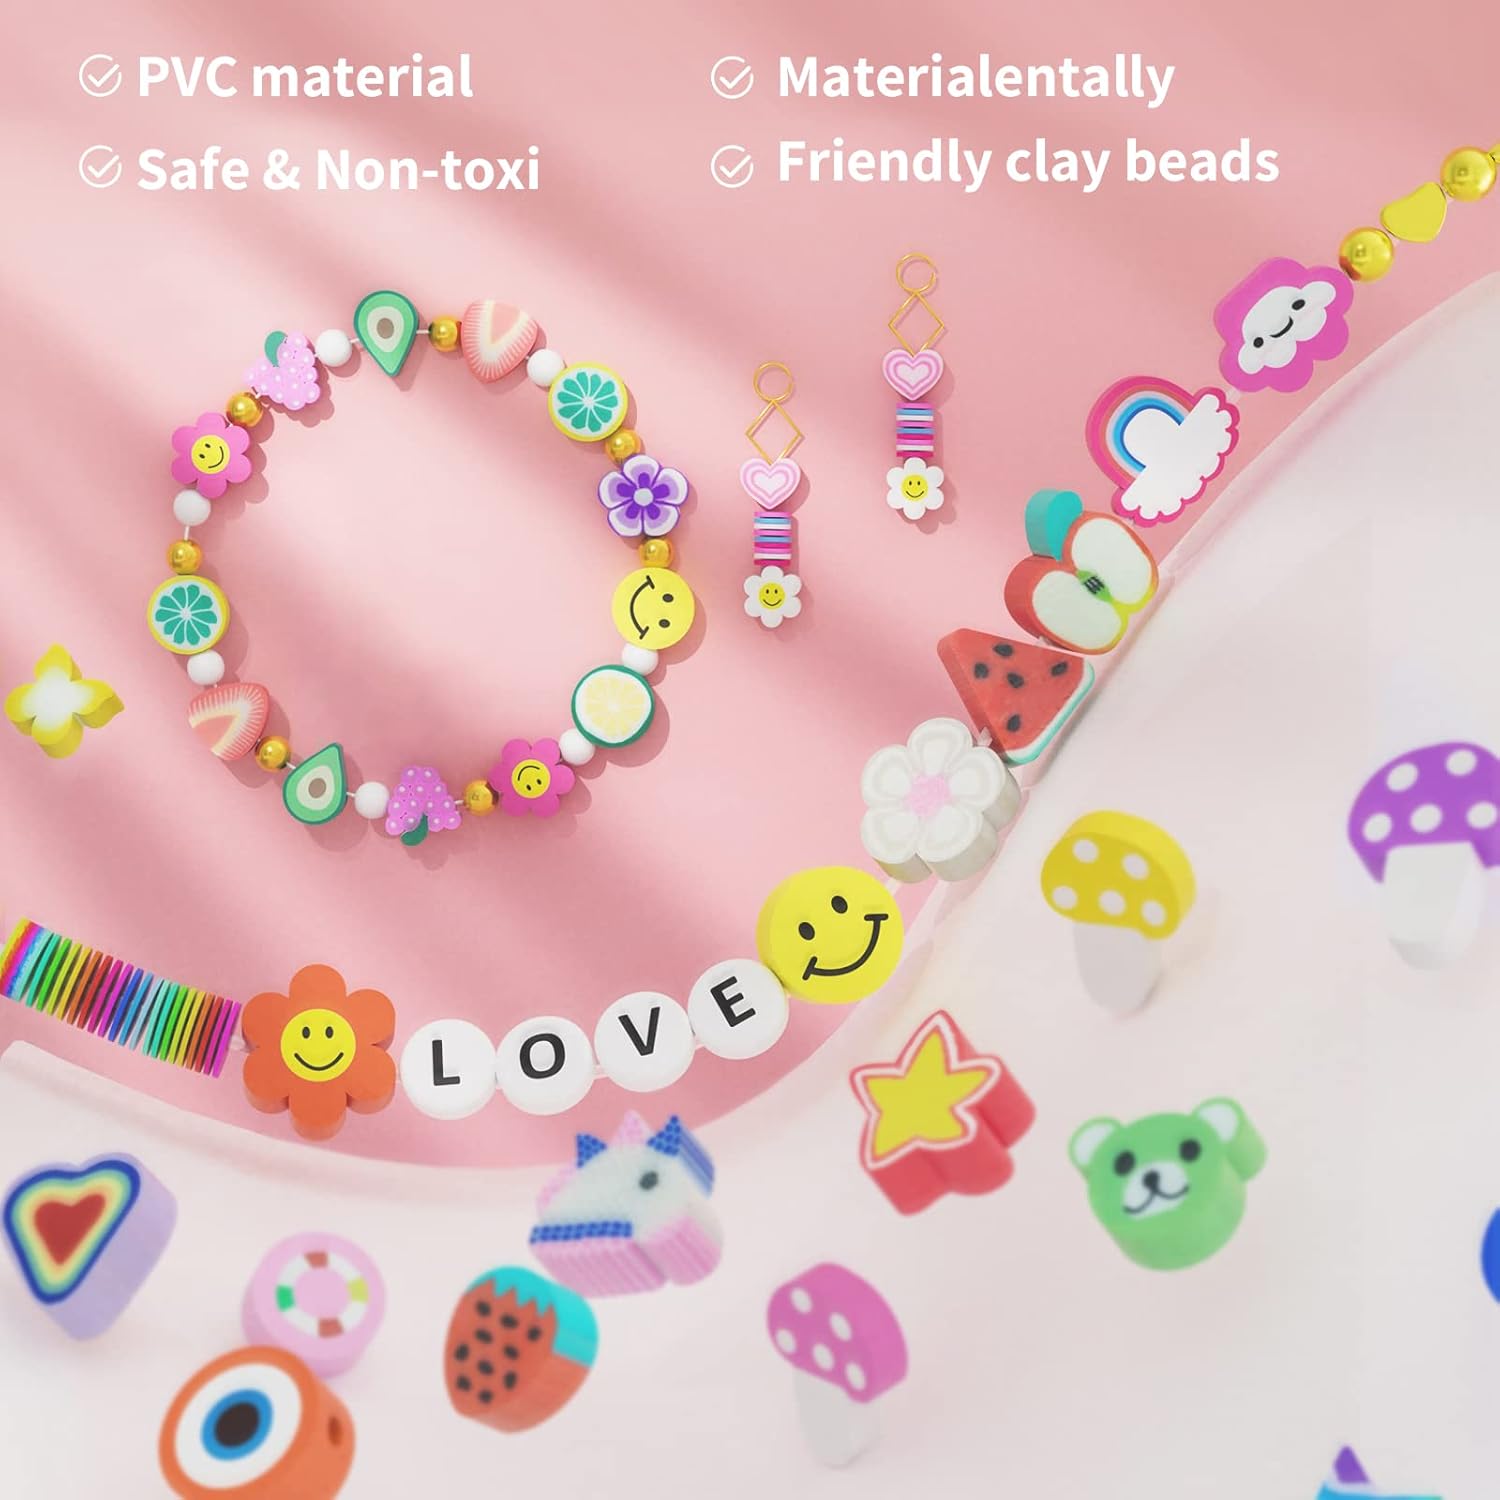 PVC material
Safe & Non-toxi
Materialentally
Friendly clay beads
LOVE